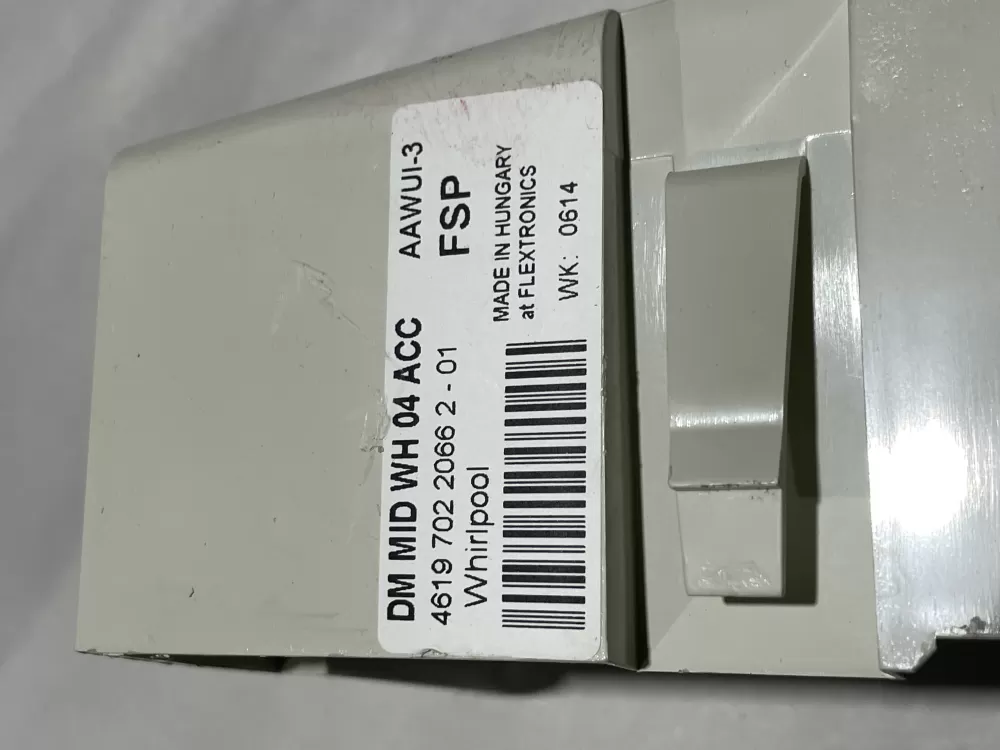 DM MID WH 04 ACC AAWUI-3
4619 702 2066 2 - 01 FSP
Whirlpool
MADE IN HUNGARY
at FLEXTRONICS
WK: 0614